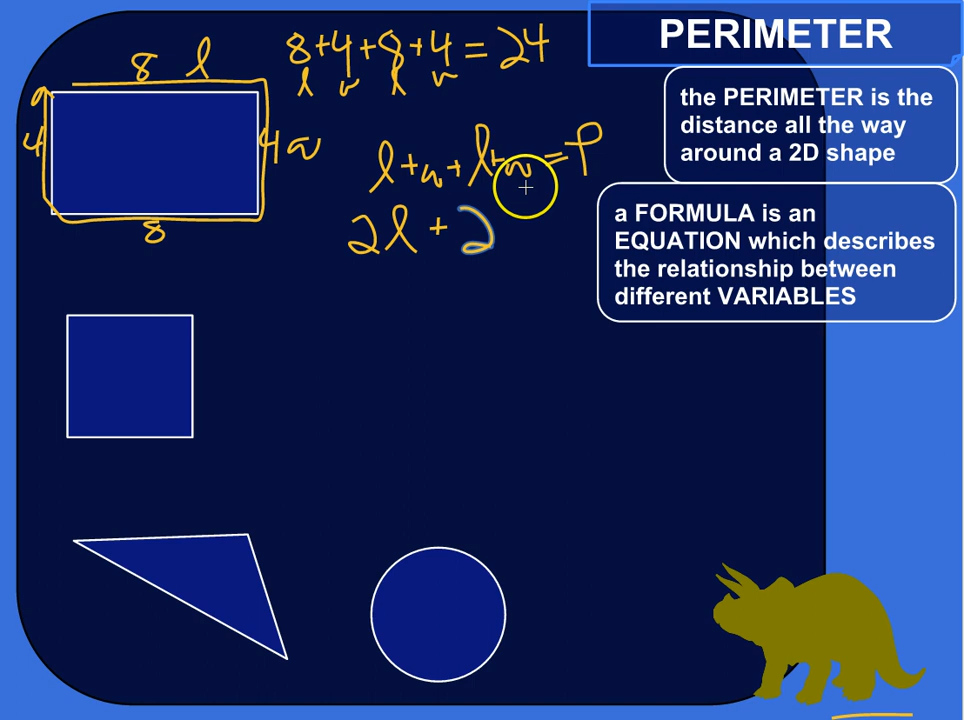 8+4+8+4=24
l w l w
8 l
4
4 w
8
l+w+l+w=P
2l+2
PERIMETER
the PERIMETER is the
distance all the way
around a 2D shape
a FORMULA is an
EQUATION which describes
the relationship between
different VARIABLES